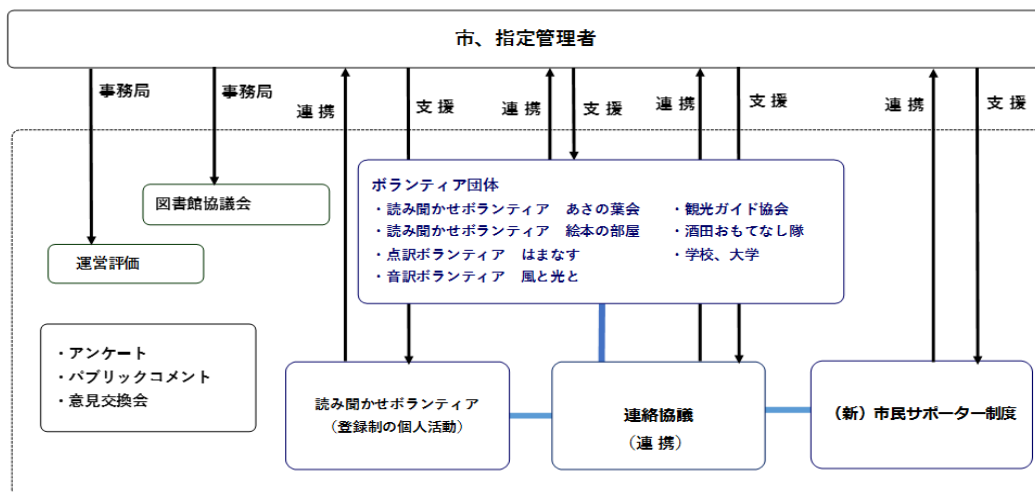 市、指定管理者
事務局
事務局
連 携
支 援
連 携
支 援
連 携
支 援
連 携
支 援
図書館協議会
運営評価
ボランティア団体
・読み聞かせボランティア　あさの葉会
・読み聞かせボランティア　絵本の部屋
・点訳ボランティア　はまなす
・音訳ボランティア　風と光と
・観光ガイド協会
・酒田おもてなし隊
・学校、大学
・アンケート
・パブリックコメント
・意見交換会
読み聞かせボランティア
（登録制の個人活動）
連絡協議
（連 携）
（新）市民サポーター制度